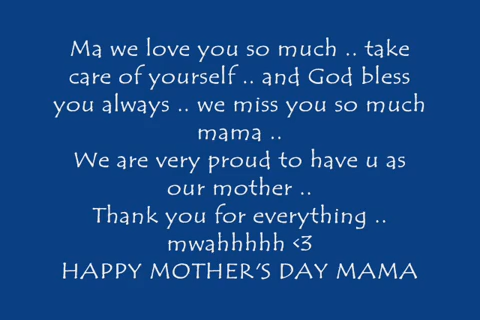 Ma we love you so much .. take
care of yourself .. and God bless
you always .. we miss you so much
mama ..
We are very proud to have u as
our mother ..
Thank you for everything ..
mwahhhhh <3
HAPPY MOTHER'S DAY MAMA